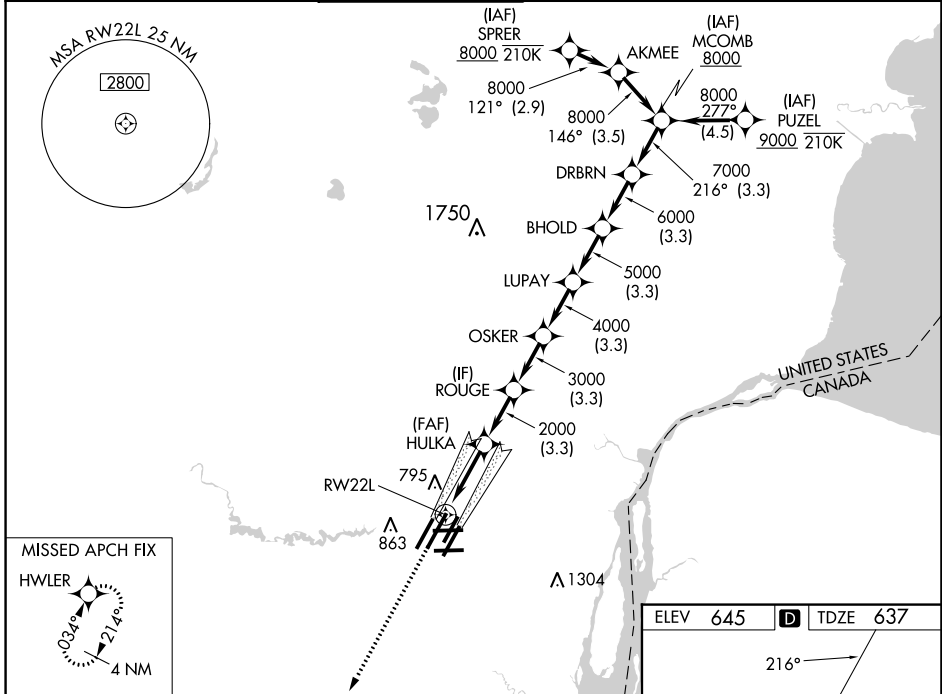 MSA RW22L 25 NM
2800
(IAF)
SPRER
8000 210K
AKMEE
(IAF)
MCOMB
8000
8000
121° (2.9)
8000
146° (3.5)
8000
277°
(4.5)
(IAF)
PUZEL
9000 210K
DRBRN
7000
216° (3.3)
1750
BHOLD
6000
(3.3)
LUPAY
5000
(3.3)
OSKER
4000
(3.3)
UNITED STATES
CANADA
(IF)
ROUGE
3000
(3.3)
(FAF)
HULKA
2000
(3.3)
795
RW22L
863
1304
MISSED APCH FIX
HWLER
034°
214°
4 NM
ELEV 645 D TDZE 637
216°